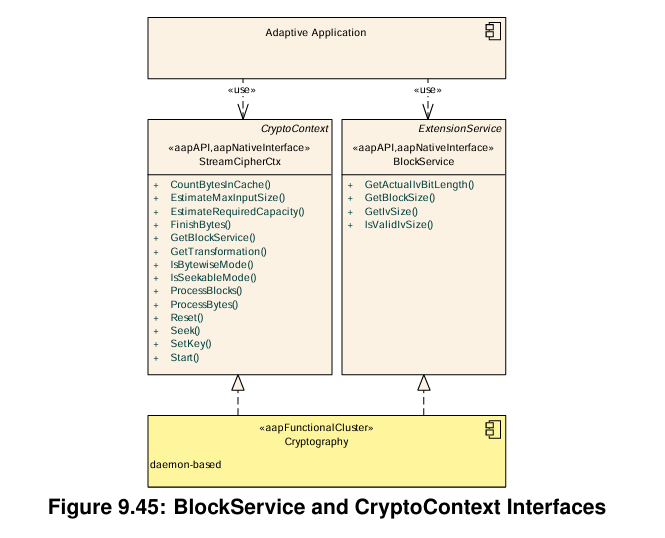 Adaptive Application
«use»
«use»
CryptoContext
«aapAPI,aapNativeInterface»
StreamCipherCtx
+ CountBytesInCache()
+ EstimateMaxInputSize()
+ EstimateRequiredCapacity()
+ FinishBytes()
+ GetBlockService()
+ GetTransformation()
+ IsBytewiseMode()
+ IsSeekableMode()
+ ProcessBlocks()
+ ProcessBytes()
+ Reset()
+ Seek()
+ SetKey()
+ Start()
ExtensionService
«aapAPI,aapNativeInterface»
BlockService
+ GetActualIvBitLength()
+ GetBlockSize()
+ GetIvSize()
+ IsValidIvSize()
«aapFunctionalCluster»
Cryptography
daemon-based
Figure 9.45: BlockService and CryptoContext Interfaces